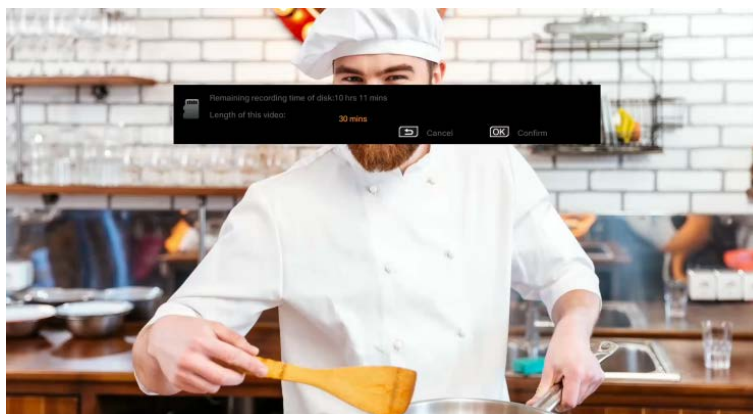 Remaining recording time of disk:10 hrs 11 mins
Length of this video: 30 mins
Cancel OK Confirm